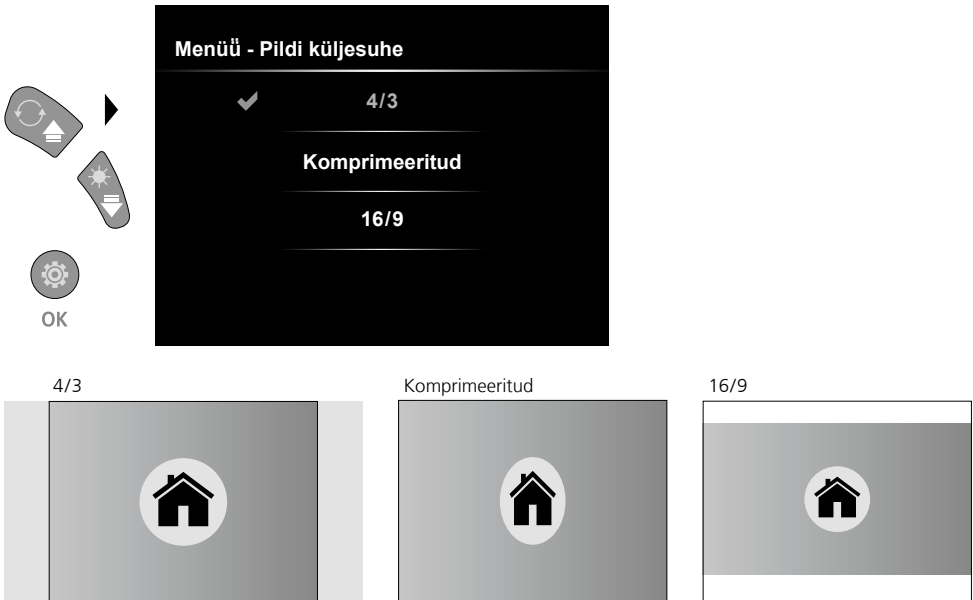 Menüü - Pildi küljesuhe
4/3
Komprimeeritud
16/9
OK
4/3
Komprimeeritud
16/9